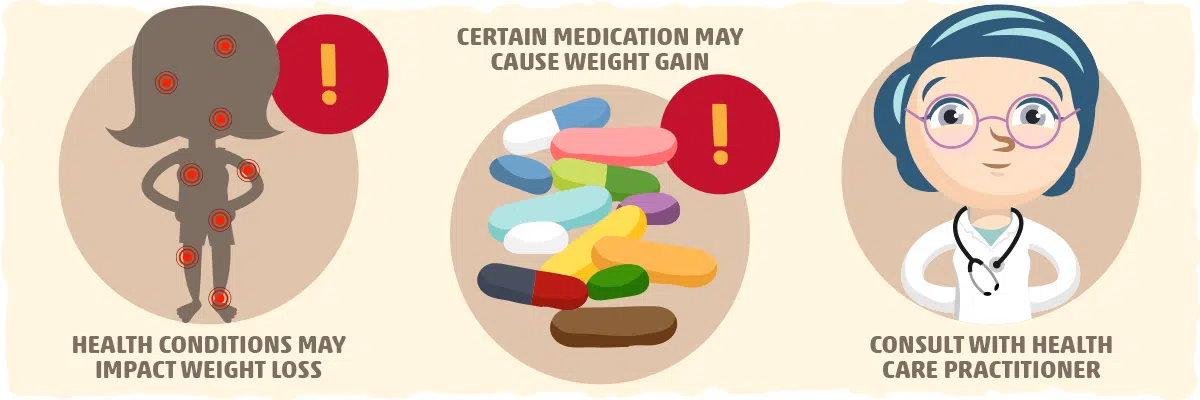 HEALTH CONDITIONS MAY
IMPACT WEIGHT LOSS
CERTAIN MEDICATION MAY
CAUSE WEIGHT GAIN
CONSULT WITH HEALTH
CARE PRACTITIONER